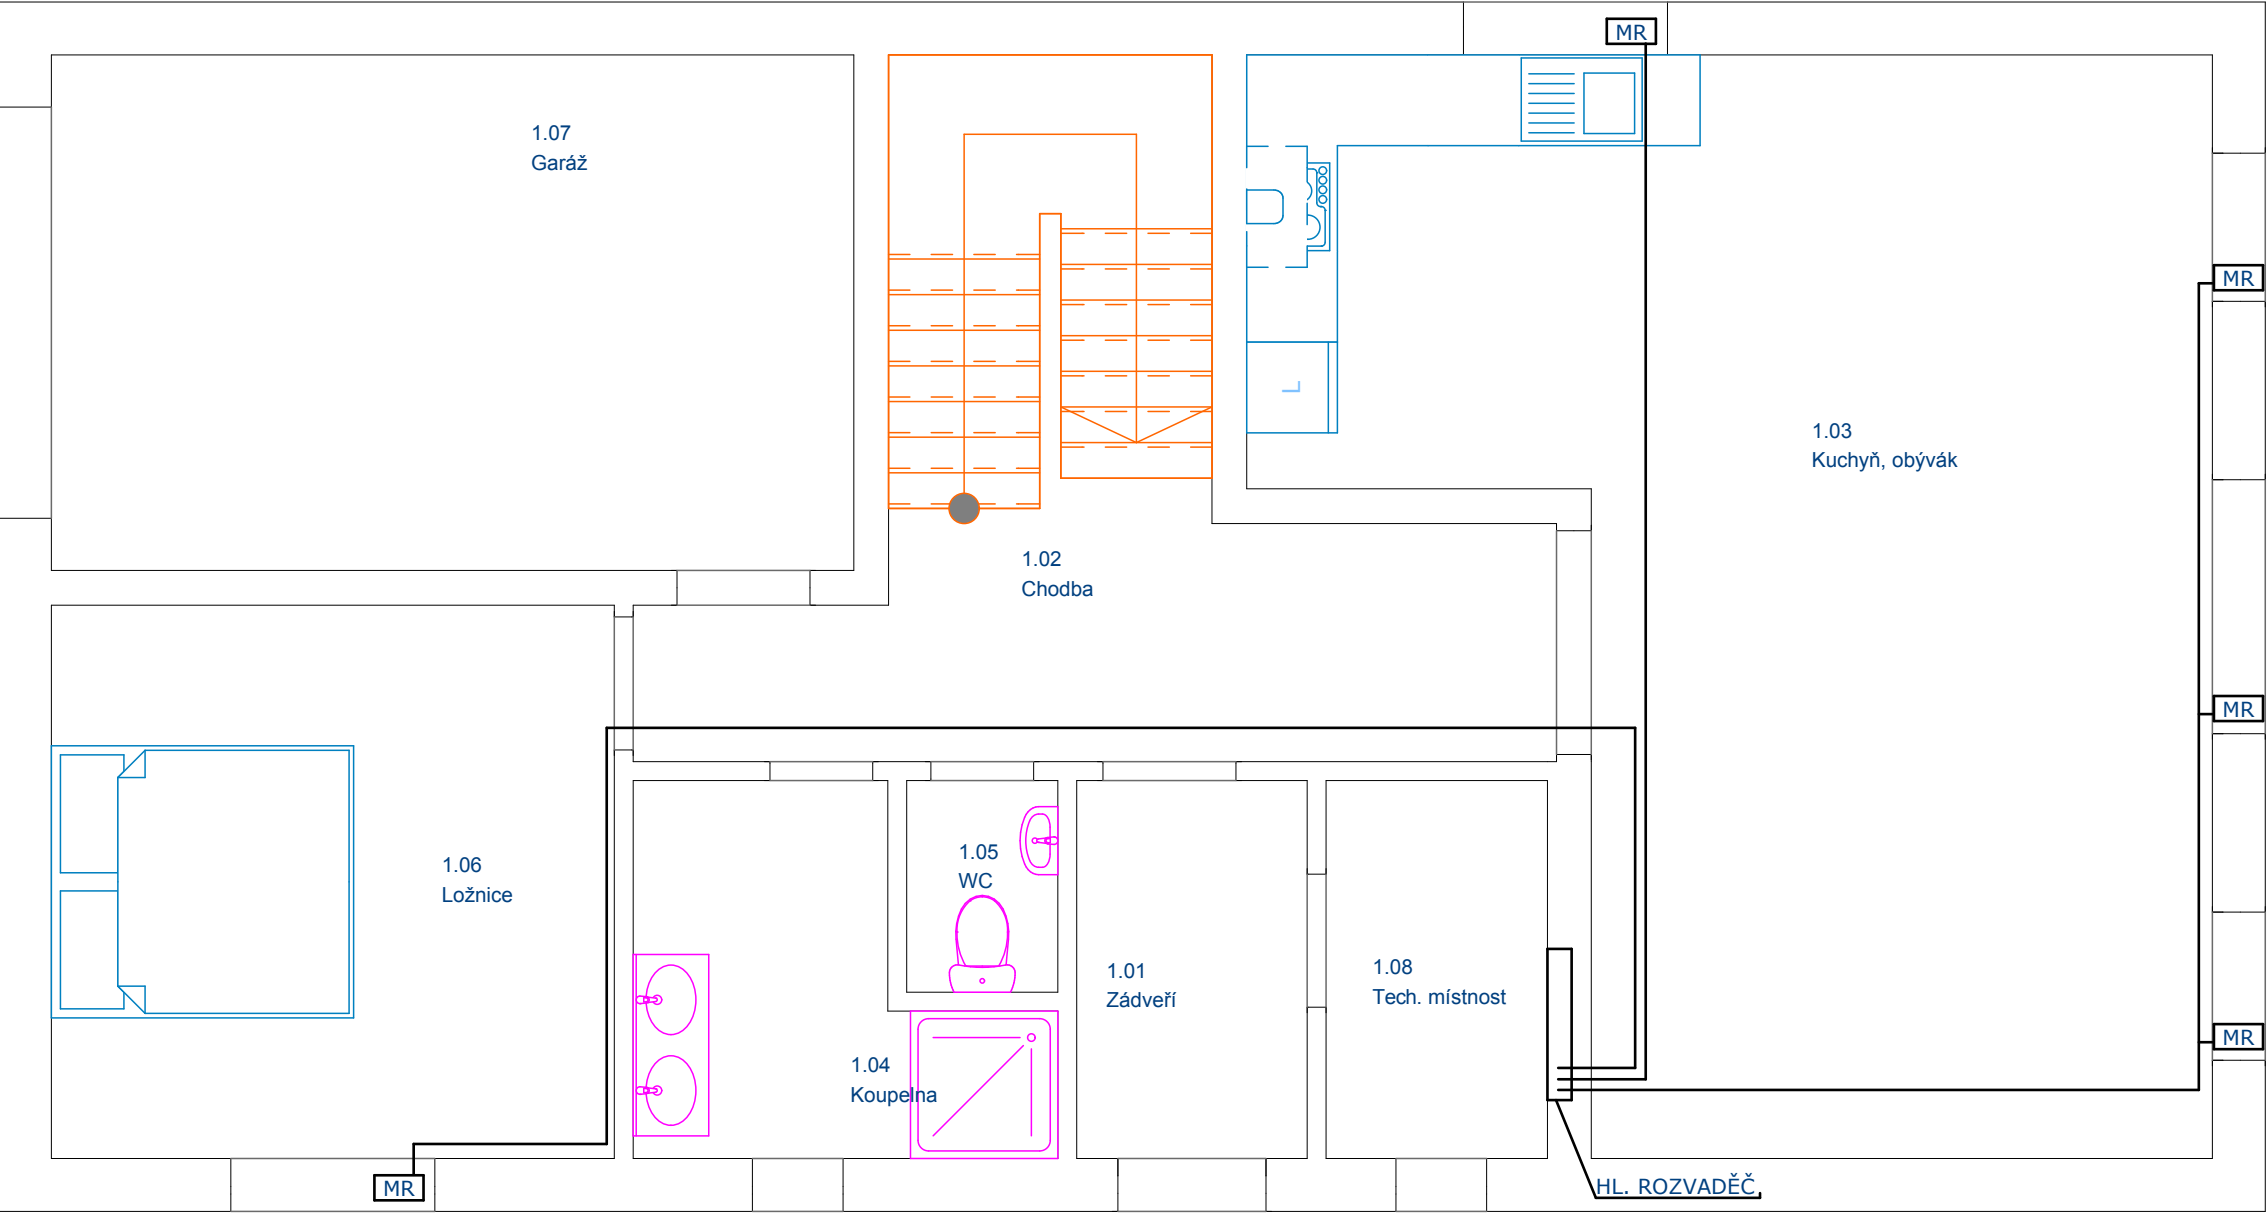 MR
1.07
Garáž
MR
L
1.03
Kuchyň, obývák
1.02
Chodba
MR
1.05
WC
1.06
Ložnice
1.01
Zádveří
1.08
Tech. místnost
MR
1.04
Koupelna
MR
HL. ROZVADĚČ